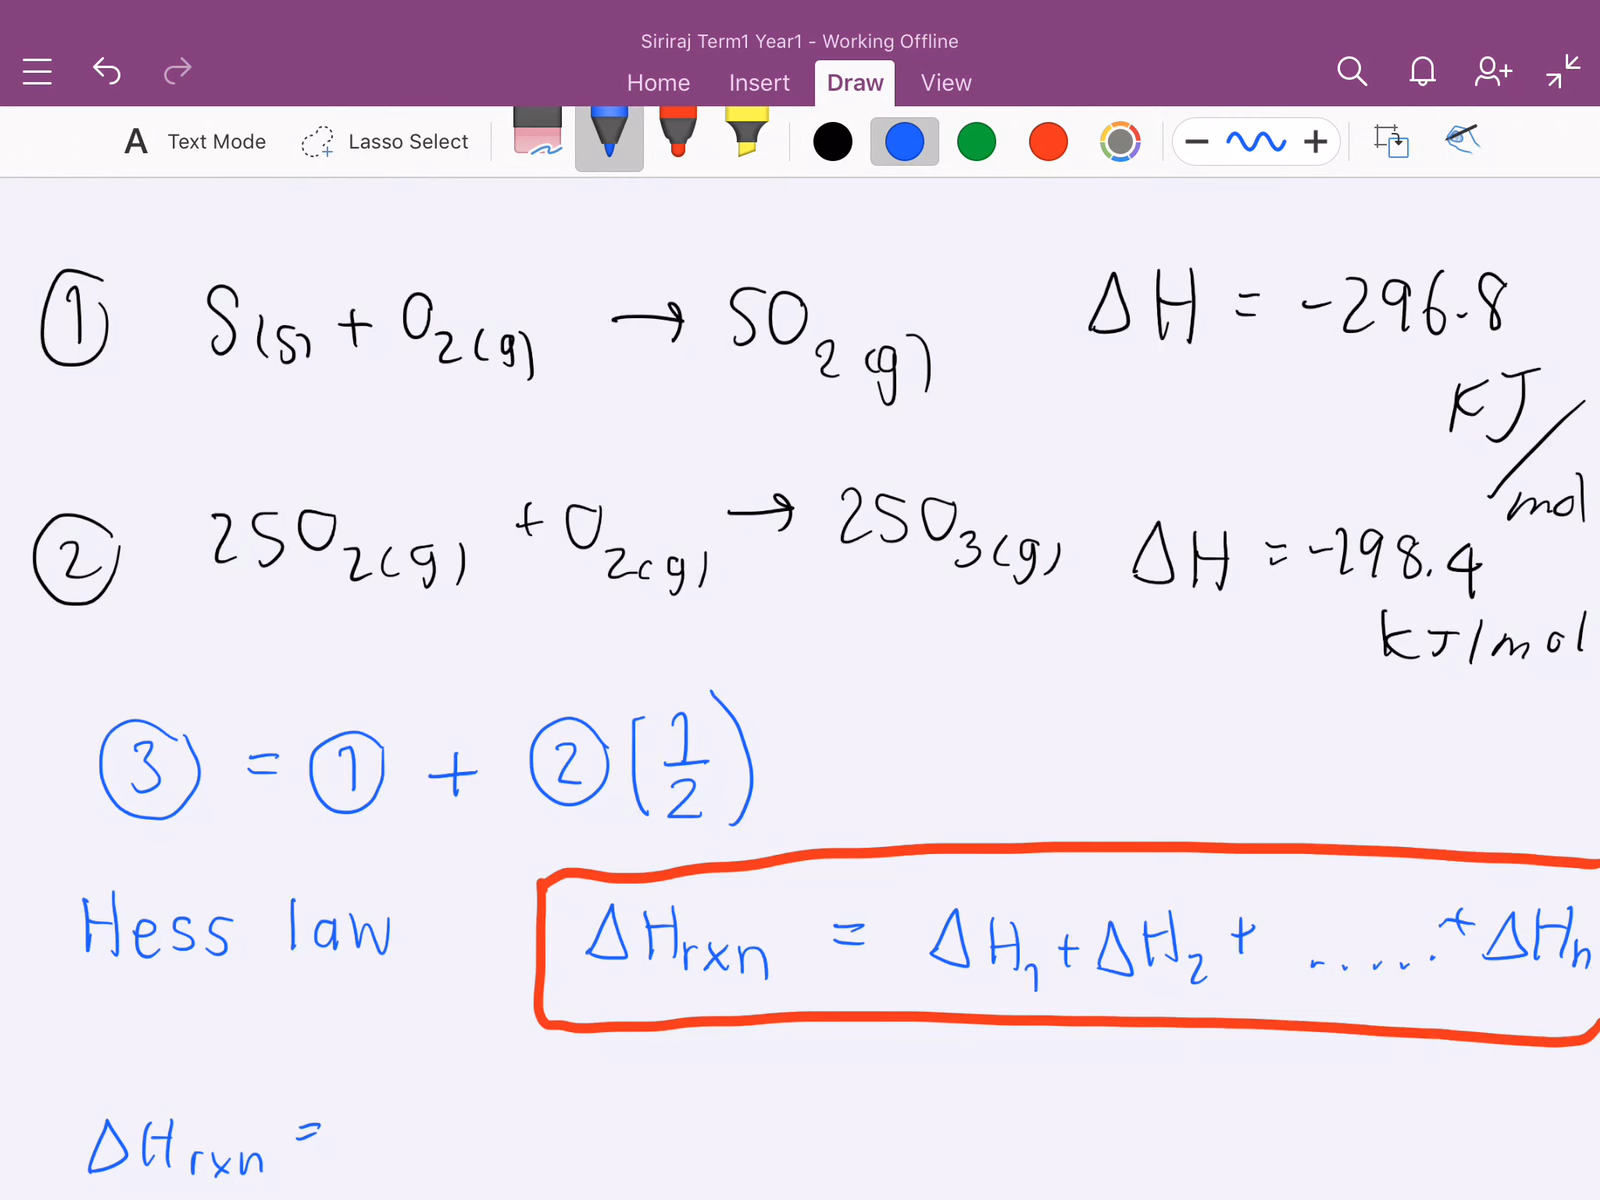 Siriraj Term1 Year1 - Working Offline
Home Insert Draw View
A Text Mode Lasso Select
① S(s) + O₂(g) → SO₂(g) ΔH = -296.8
kJ/mol
② 2SO₂(g) + O₂(g) → 2SO₃(g) ΔH = -198.4
kJ/mol
③ = ① + ② (1/2)
Hess law ΔHrxn = ΔH₁ + ΔH₂ + ...... + ΔHn
ΔHrxn =